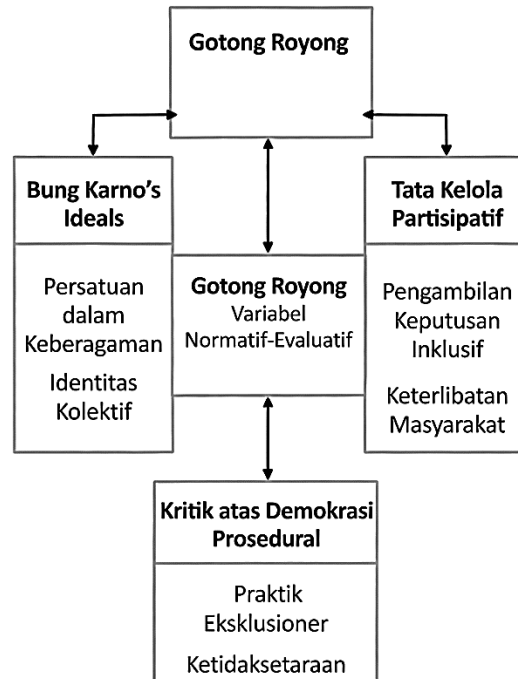 Gotong Royong
Bung Karno's
Ideals
Persatuan
dalam
Keberagaman
Identitas
Kolektif
Gotong Royong
Variabel
Normatif-Evaluatif
Tata Kelola
Partisipatif
Pengambilan
Keputusan
Inklusif
Keterlibatan
Masyarakat
Kritik atas Demokrasi
Prosedural
Praktik
Eksklusioner
Ketidaksetaraan